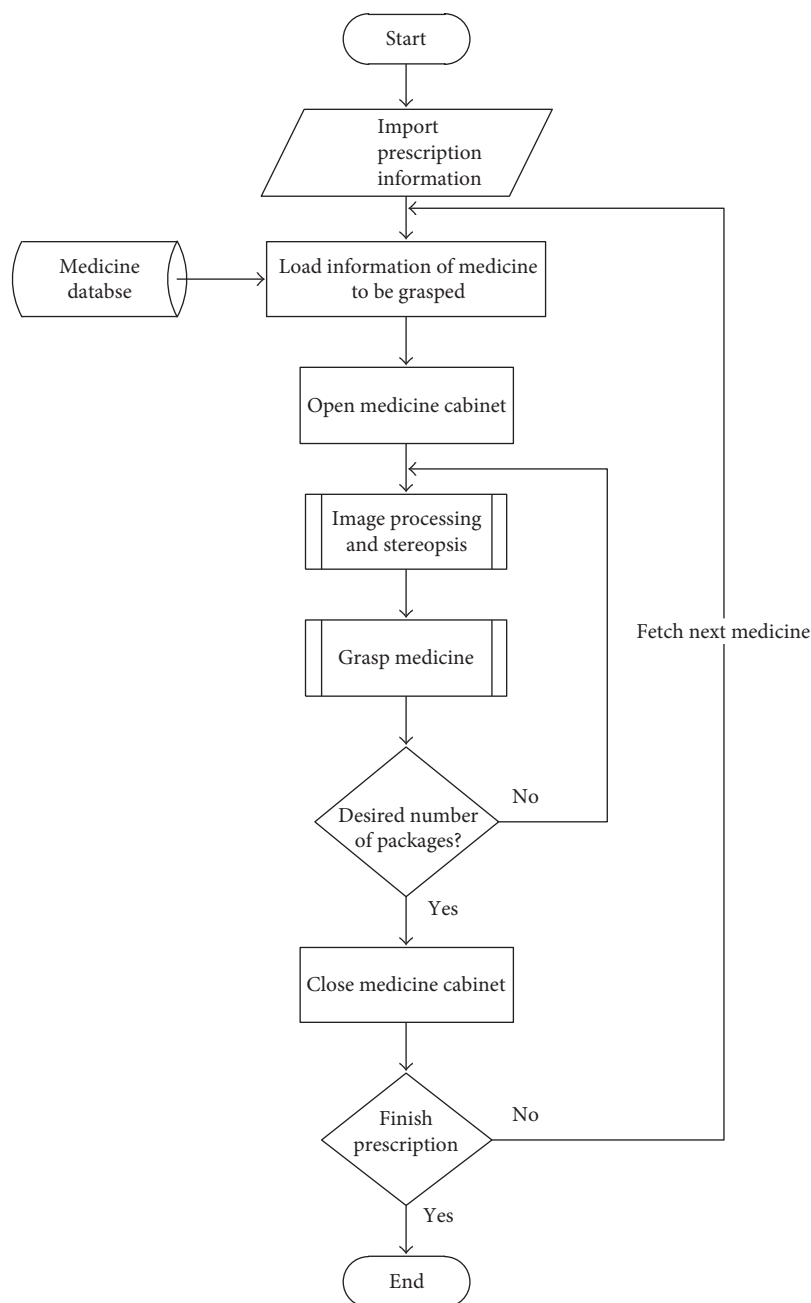 Start
Import
prescription
information
Medicine
databse
Load information of medicine
to be grasped
Open medicine cabinet
Image processing
and stereopsis
Fetch next medicine
Grasp medicine
No
Desired number
of packages?
Yes
Close medicine cabinet
No
Finish
prescription
Yes
End